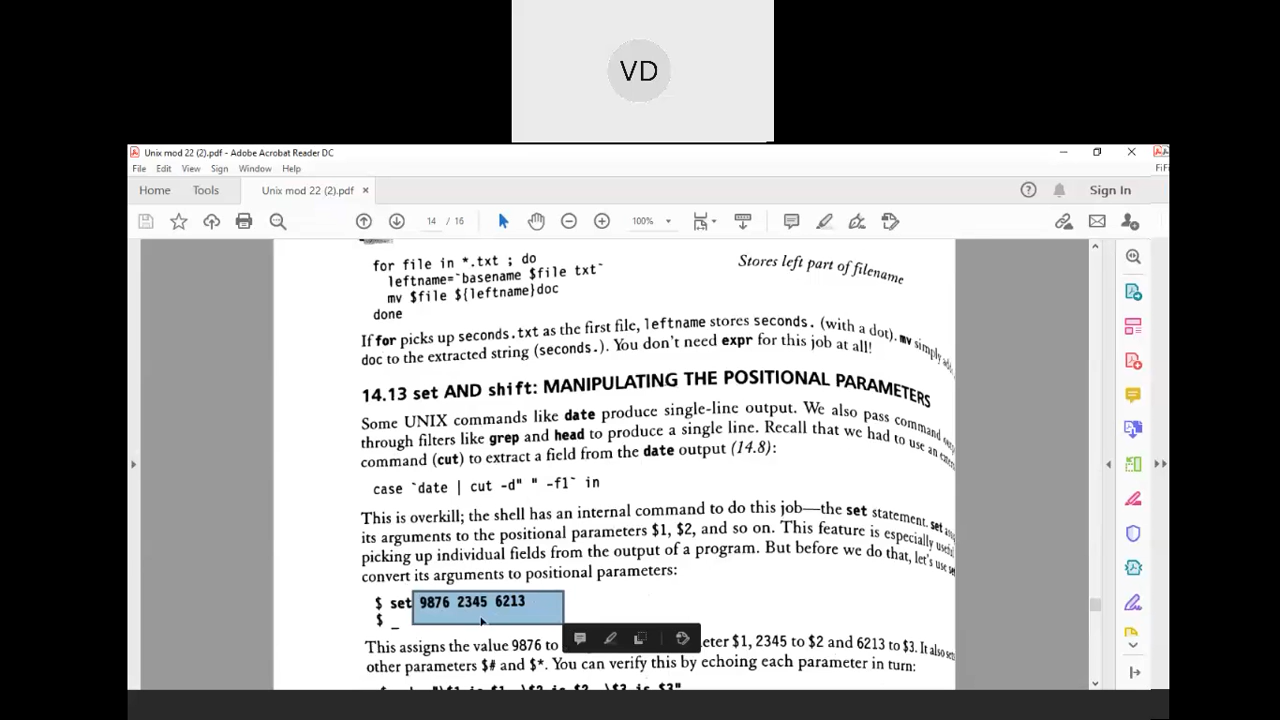 VD
Unix mod 22 (2).pdf - Adobe Acrobat Reader DC
File Edit View Sign Window Help
FiFi
Home Tools Unix mod 22 (2).pdf × Sign In
14 / 16 100%
for file in *.txt ; do
leftname=`basename $file txt` Stores left part of filename
mv $file ${leftname}doc
done
If for picks up seconds.txt as the first file, leftname stores seconds. (with a dot). mv simply
doc to the extracted string (seconds.). You don't need expr for this job at all!
14.13 set AND shift: MANIPULATING THE POSITIONAL PARAMETERS
Some UNIX commands like date produce single-line output. We also pass command
through filters like grep and head to produce a single line. Recall that we had to use an
command (cut) to extract a field from the date output (14.8):
case `date | cut -d" " -f1` in
This is overkill; the shell has an internal command to do this job—the set statement. set
its arguments to the positional parameters $1, $2, and so on. This feature is especially
picking up individual fields from the output of a program. But before we do that, let's use
convert its arguments to positional parameters:
$ set 9876 2345 6213
$ _
This assigns the value 9876 to $1, 2345 to $2 and 6213 to $3. It also
other parameters $# and $*. You can verify this by echoing each parameter in turn: